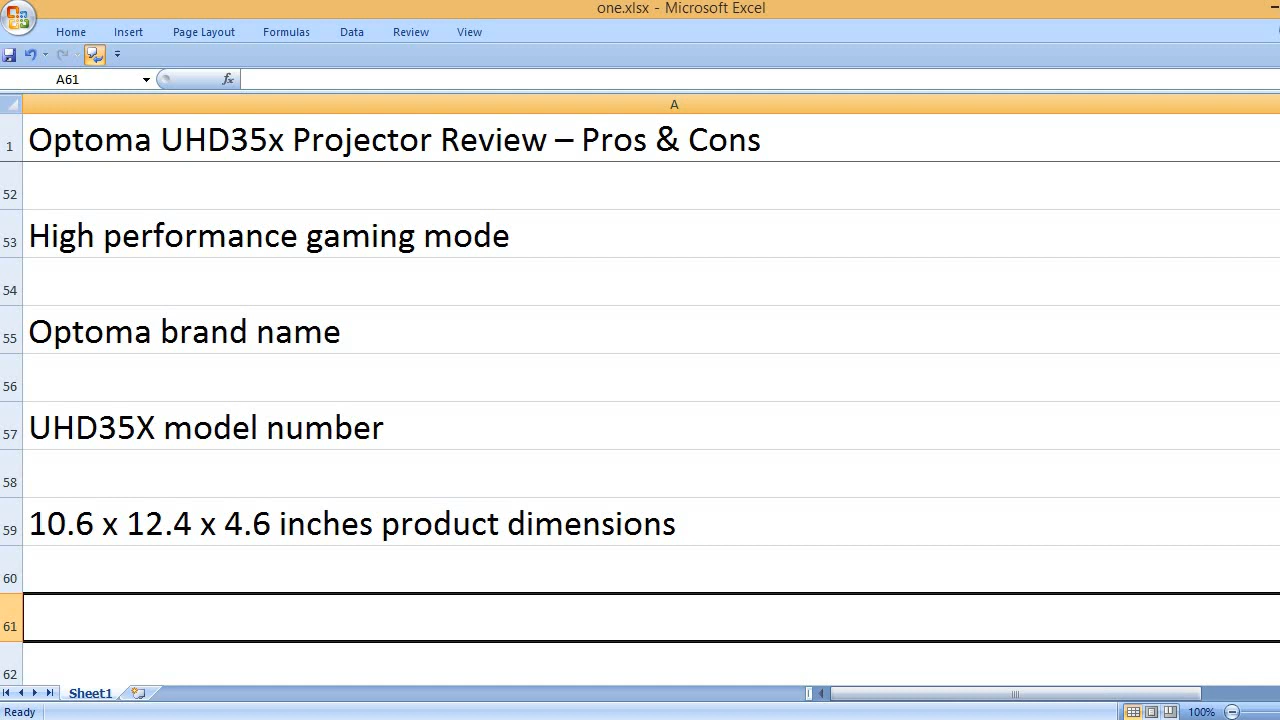 one.xlsx - Microsoft Excel
Home Insert Page Layout Formulas Data Review View
A61 fx
A
1 Optoma UHD35x Projector Review – Pros & Cons
52
53 High performance gaming mode
54
55 Optoma brand name
56
57 UHD35X model number
58
59 10.6 x 12.4 x 4.6 inches product dimensions
60
61
62
Sheet1
Ready 100%